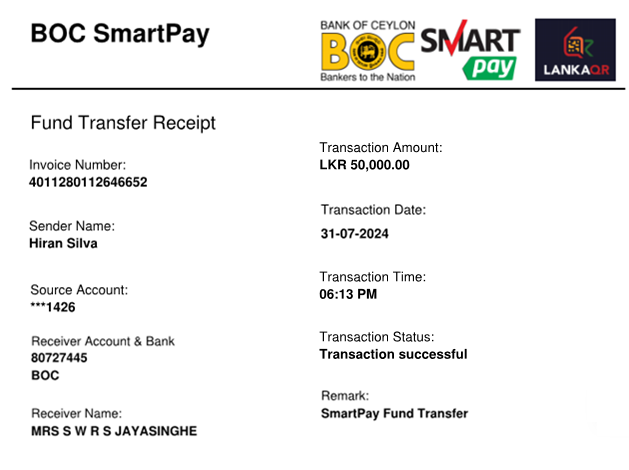 BOC SmartPay
BANK OF CEYLON
BOC
Bankers to the Nation
SMART
pay
LANKAQR
Fund Transfer Receipt
Invoice Number:
4011280112646652
Sender Name:
Hiran Silva
Source Account:
***1426
Receiver Account & Bank
80727445
BOC
Receiver Name:
MRS S W R S JAYASINGHE
Transaction Amount:
LKR 50,000.00
Transaction Date:
31-07-2024
Transaction Time:
06:13 PM
Transaction Status:
Transaction successful
Remark:
SmartPay Fund Transfer